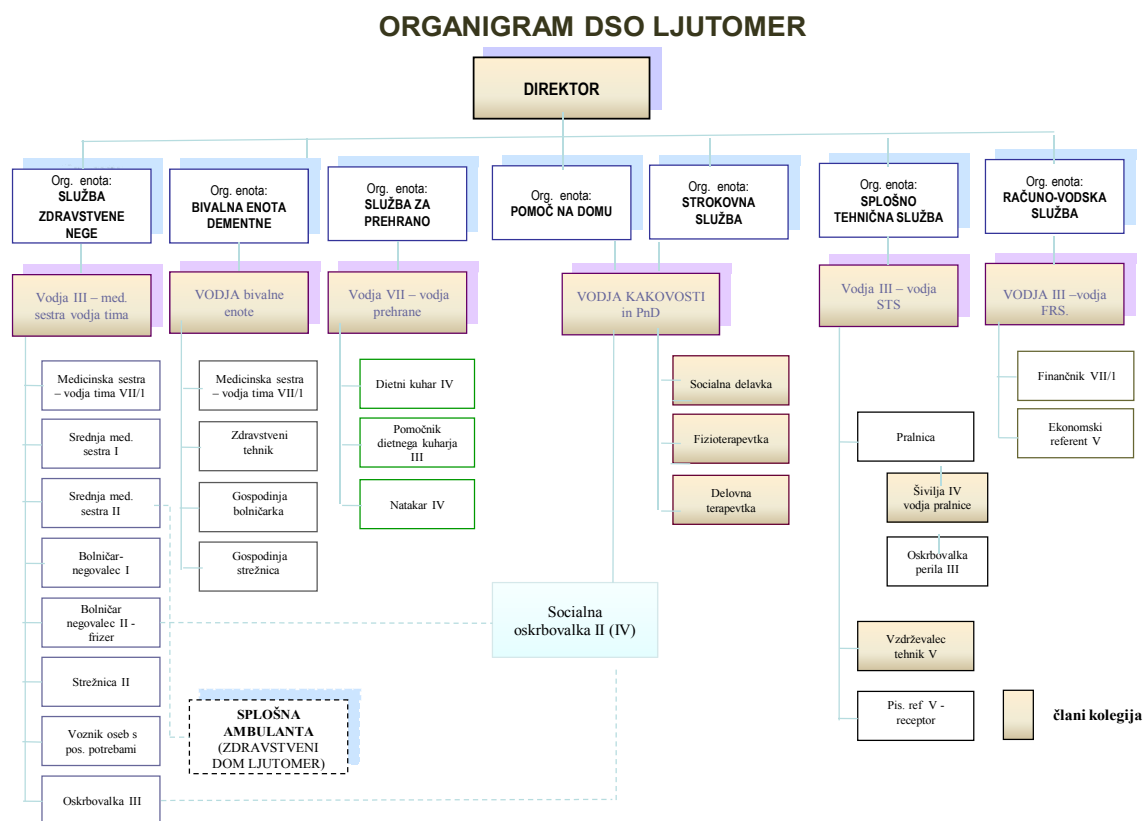 ORGANIGRAM DSO LJUTOMER
DIREKTOR
Org. enota:
SLUŽBA
ZDRAVSTVENE
NEGE
Org. enota:
BIVALNA ENOTA
DEMENTNE
Org. enota:
SLUŽBA ZA
PREHRANO
Org. enota:
POMOČ NA DOMU
Org. enota:
STROKOVNA
SLUŽBA
Org. enota:
SPLOŠNO
TEHNIČNA SLUŽBA
Org. enota:
RAČUNO-VODSKA
SLUŽBA
Vodja III – med.
sestra vodja tima
VODJA bivalne
enote
Vodja VII – vodja
prehrane
VODJA KAKOVOSTI
in PnD
Vodja III – vodja
STS
VODJA III –vodja
FRS.
Medicinska sestra
– vodja tima VII/1
Srednja med.
sestra I
Srednja med.
sestra II
Bolničar-
negovalec I
Bolničar
negovalec II -
frizer
Strežnica II
Voznik oseb s
pos. potrebami
Oskrbovalka III
Medicinska sestra
– vodja tima VII/1
Zdravstveni
tehnik
Gospodinja
bolničarka
Gospodinja
strežnica
SPLOŠNA
AMBULANTA
(ZDRAVSTVENI
DOM LJUTOMER)
Dietni kuhar IV
Pomočnik
dietnega kuharja
III
Natakar IV
Socialna
oskrbovalka II (IV)
Socialna delavka
Fizioterapevtka
Delovna
terapevtka
Pralnica
Šivilja IV
vodja pralnice
Oskrbovalka
perila III
Vzdrževalec
tehnik V
Pis. ref V -
receptor
Finančnik VII/1
Ekonomski
referent V
člani kolegija